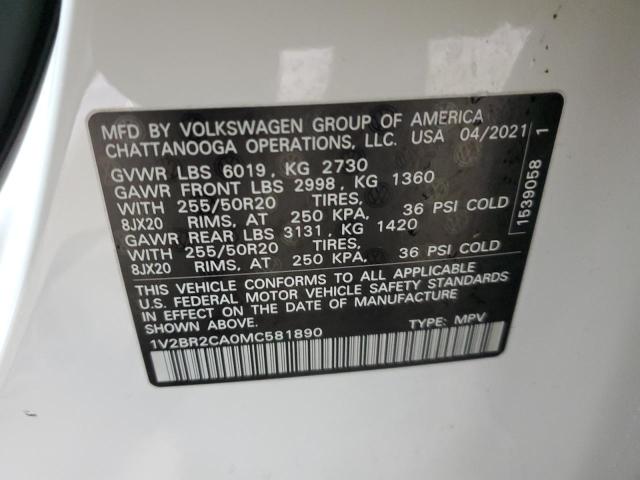 MFD BY VOLKSWAGEN GROUP OF AMERICA
CHATTANOOGA OPERATIONS, LLC. USA 04/2021
GVWR LBS 6019, KG 2730
GAWR FRONT LBS 2998, KG 1360
WITH 255/50R20 TIRES,
8JX20 RIMS, AT 250 KPA, 36 PSI COLD
GAWR REAR LBS 3131, KG 1420
WITH 255/50R20 TIRES,
8JX20 RIMS, AT 250 KPA, 36 PSI COLD
THIS VEHICLE CONFORMS TO ALL APPLICABLE
U.S. FEDERAL MOTOR VEHICLE SAFETY STANDARDS
IN EFFECT ON THE DATE OF MANUFACTURE
SHOWN ABOVE.
1V2BR2CA0MC581890 TYPE: MPV
1539058 1